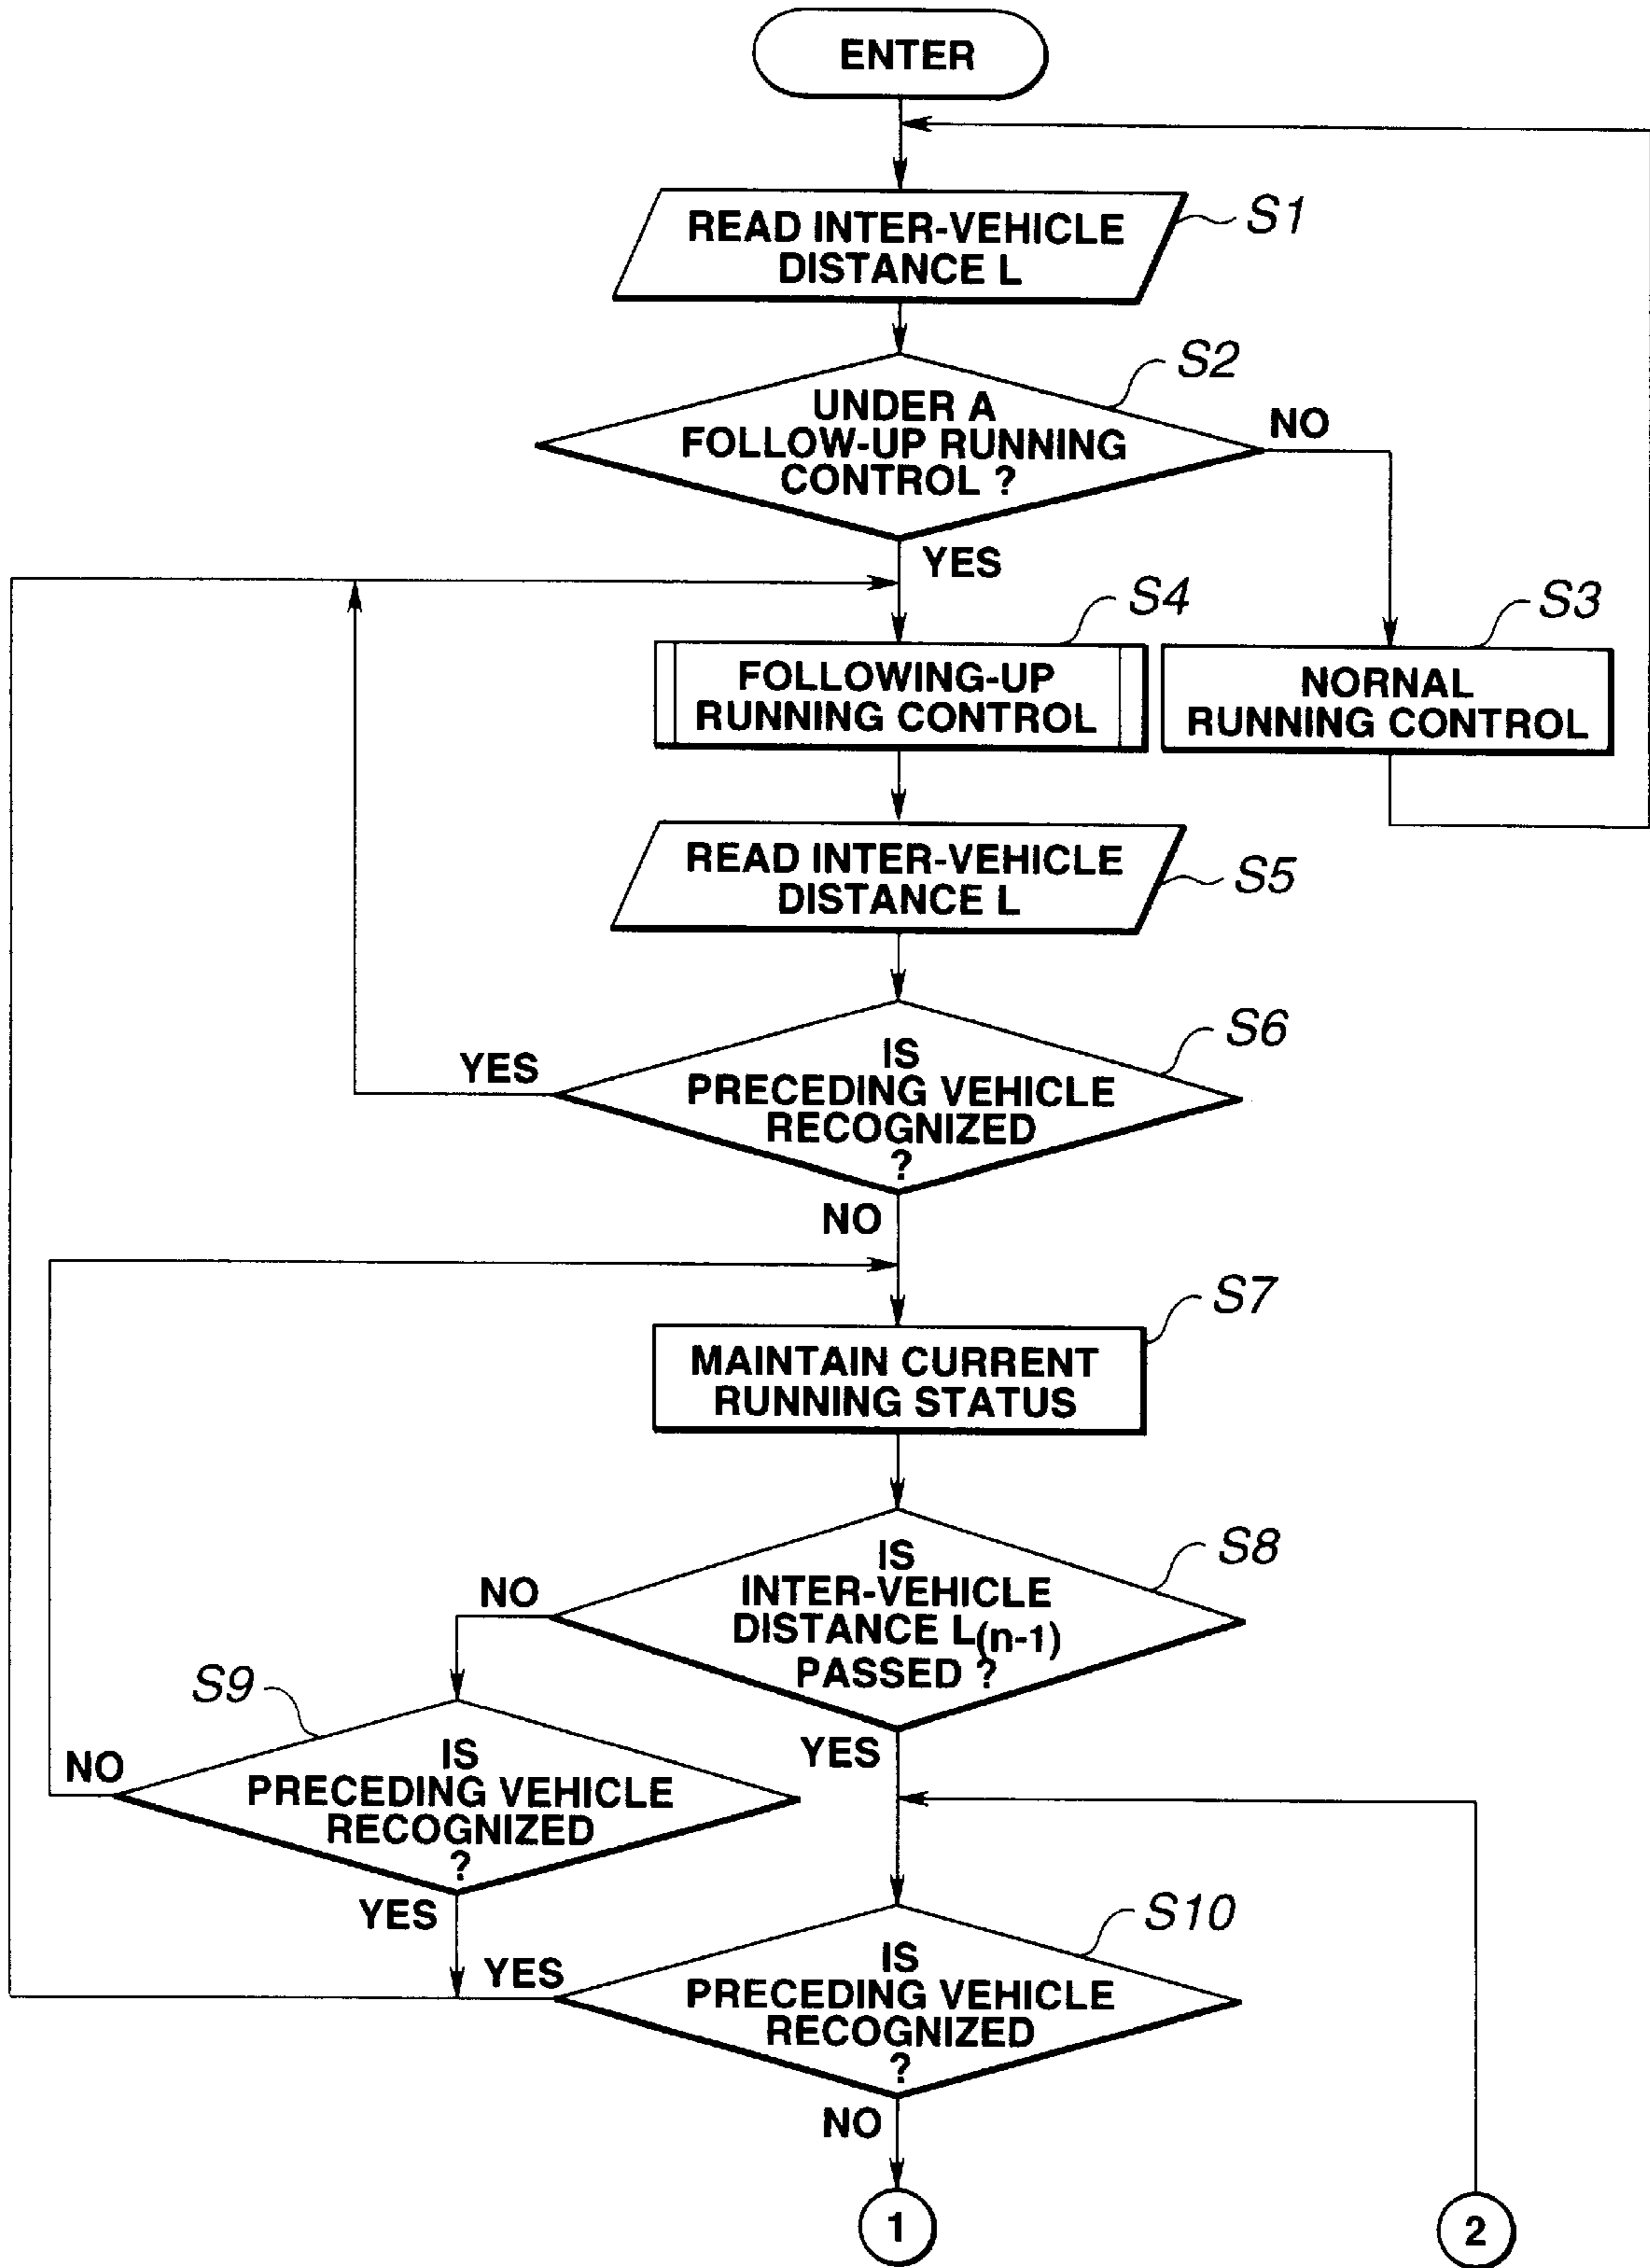 ENTER
READ INTER-VEHICLE
DISTANCE L
S1
UNDER A
FOLLOW-UP RUNNING
CONTROL ?
S2
NO
YES
FOLLOWING-UP
RUNNING CONTROL
S4
NORNAL
RUNNING CONTROL
S3
READ INTER-VEHICLE
DISTANCE L
S5
IS
PRECEDING VEHICLE
RECOGNIZED
?
S6
YES
NO
MAINTAIN CURRENT
RUNNING STATUS
S7
IS
INTER-VEHICLE
DISTANCE L(n-1)
PASSED ?
S8
NO
YES
S9
IS
PRECEDING VEHICLE
RECOGNIZED
?
NO
YES
IS
PRECEDING VEHICLE
RECOGNIZED
?
S10
YES
NO
1
2